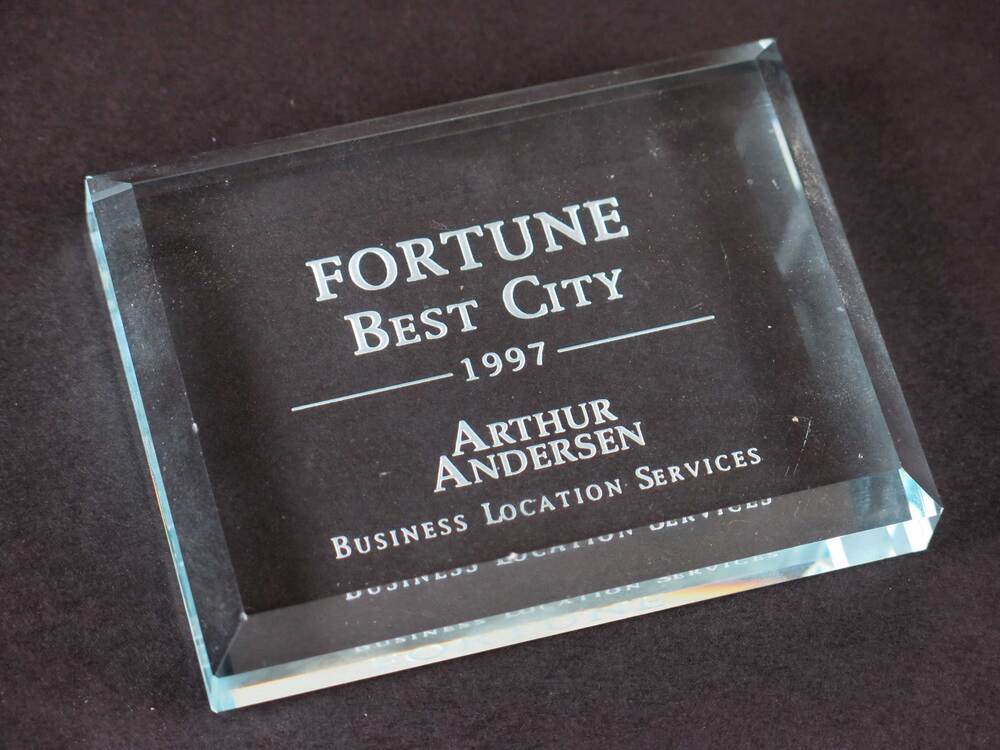 FORTUNE
BEST CITY
1997
ARTHUR
ANDERSEN
BUSINESS LOCATION SERVICES